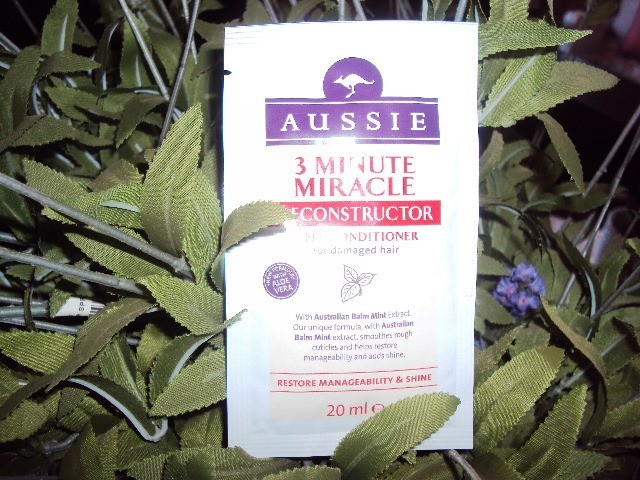 AUSSIE
3 MINUTE
MIRACLE
RECONSTRUCTOR
CONDITIONER
for damaged hair
WITH
ALOE
VERA
With Australian Balm Mint Extract.
Our unique formula, with Australian
Balm Mint extract, smoothes rough
cuticles and helps restore
manageability and adds shine.
RESTORE MANAGEABILITY & SHINE
20 ml e